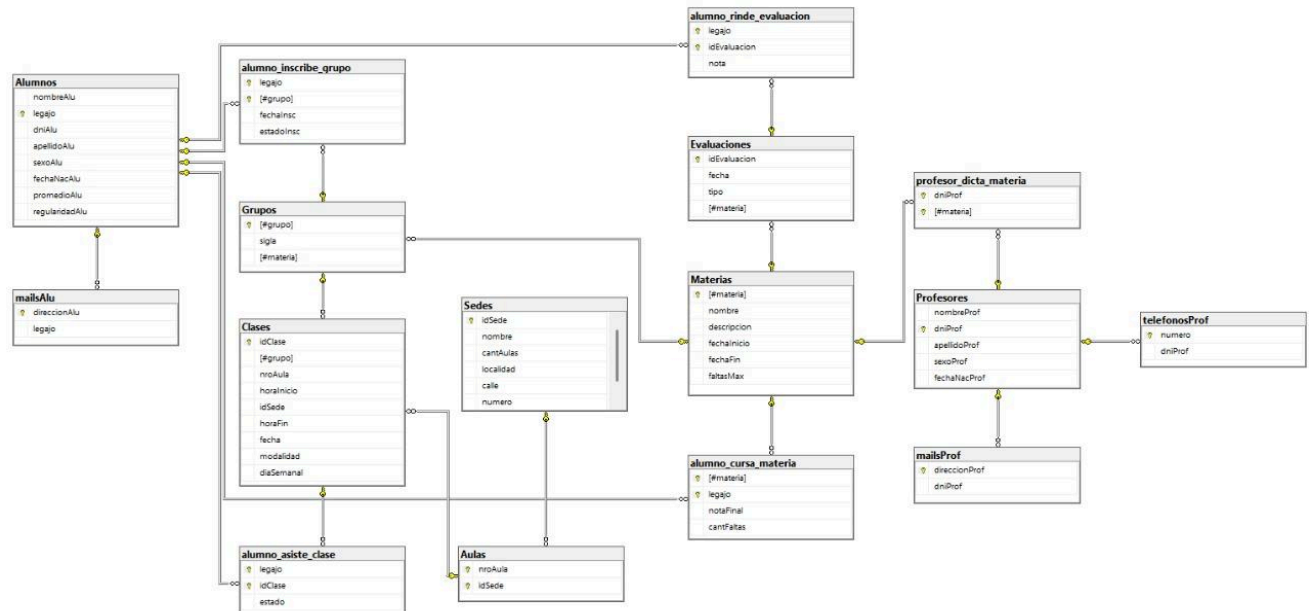 alumno_rinde_evaluacion
legajo
idEvaluacion
nota
alumno_inscribe_grupo
legajo
[#grupo]
fechaInsc
estadoInsc
Alumnos
nombreAlu
legajo
dniAlu
apellidoAlu
sexoAlu
fechaNacAlu
promedioAlu
regularidadAlu
Evaluaciones
idEvaluacion
fecha
tipo
[#materia]
profesor_dicta_materia
dniProf
[#materia]
Grupos
[#grupo]
sigla
[#materia]
mailsAlu
direccionAlu
legajo
Sedes
idSede
nombre
cantAulas
localidad
calle
numero
Materias
[#materia]
nombre
descripcion
fechaInicio
fechaFin
faltasMax
Profesores
nombreProf
dniProf
apellidoProf
sexoProf
fechaNacProf
telefonosProf
numero
dniProf
Clases
idClase
[#grupo]
nroAula
horaInicio
idSede
horaFin
fecha
modalidad
diaSemanal
mailsProf
direccionProf
dniProf
alumno_cursa_materia
[#materia]
legajo
notaFinal
cantFaltas
alumno_asiste_clase
legajo
idClase
estado
Aulas
nroAula
idSede